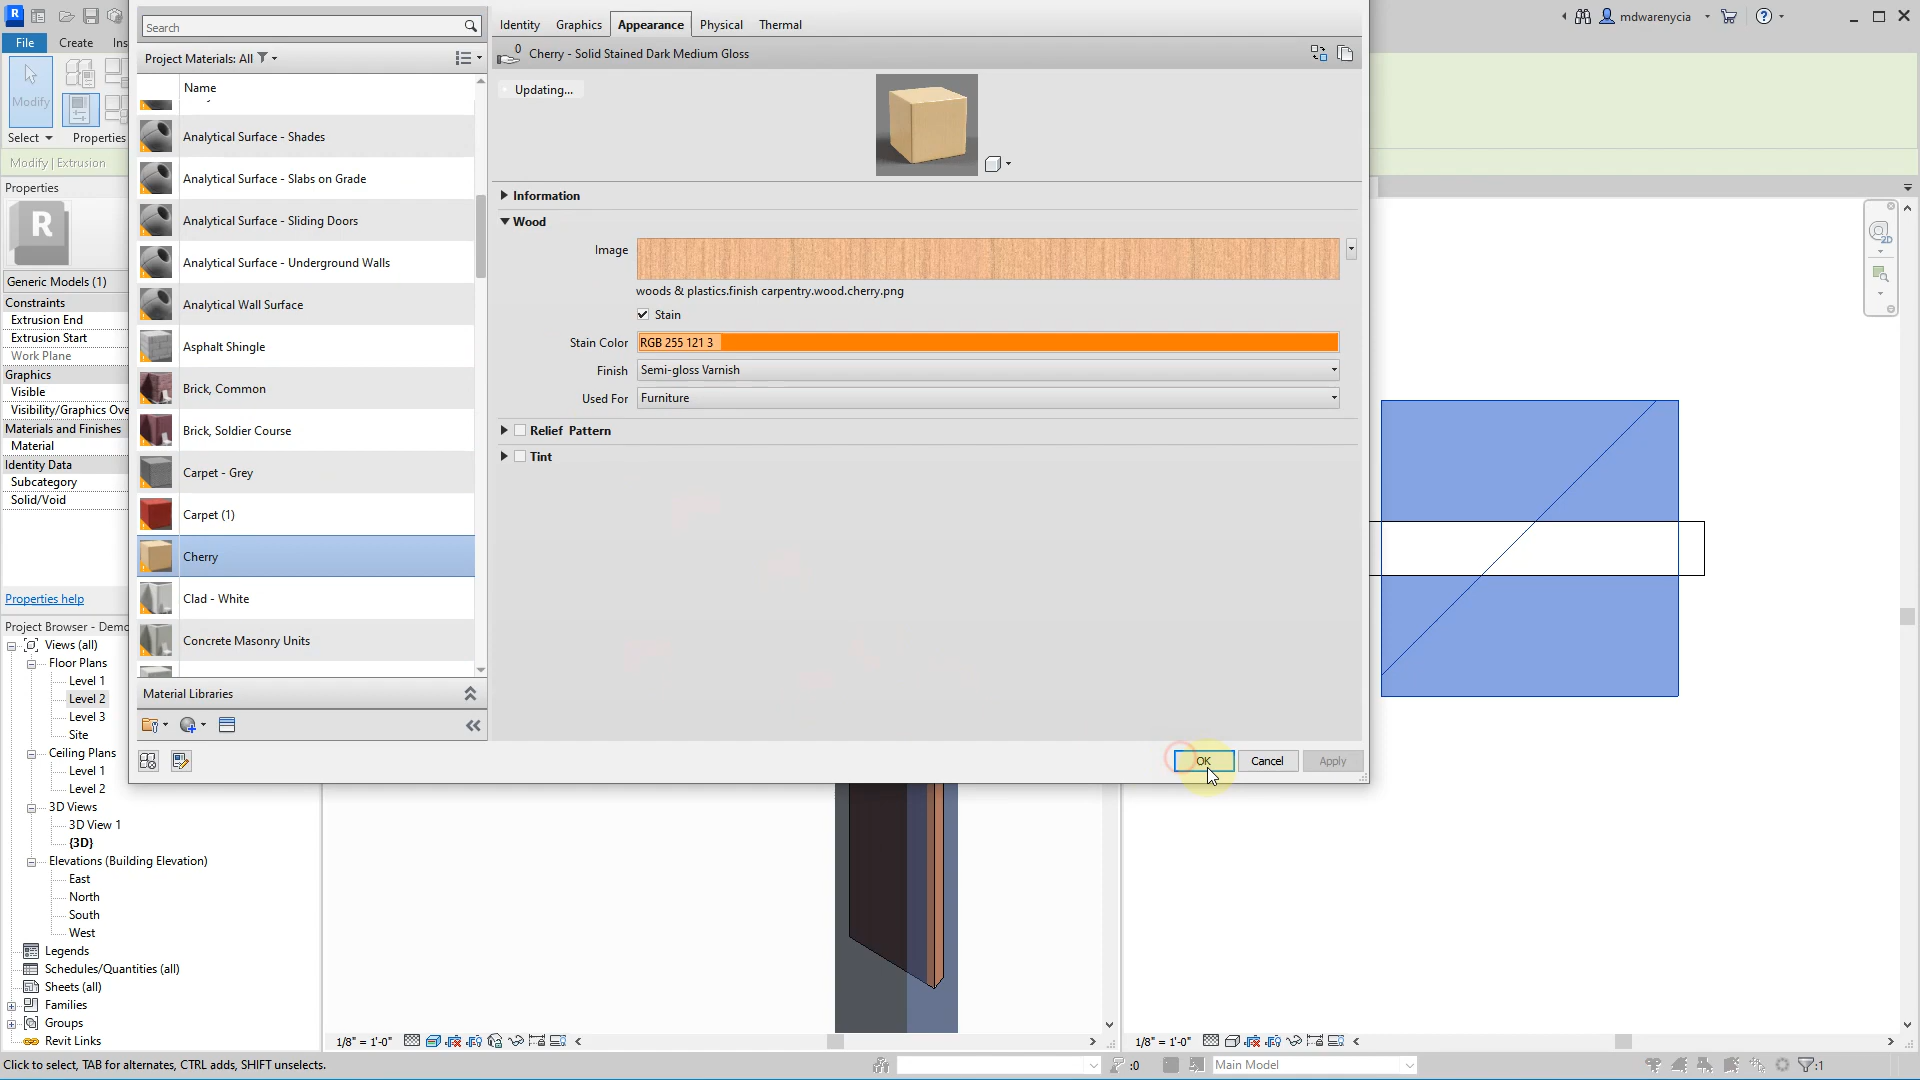 mdwarenycia
File
Create
Ins
Modify
Select
Properties
Modify | Extrusion
Search
Identity
Graphics
Appearance
Physical
Thermal
Project Materials: All
0
Cherry - Solid Stained Dark Medium Gloss
Name
Updating...
Analytical Surface - Shades
Analytical Surface - Slabs on Grade
Analytical Surface - Sliding Doors
Analytical Surface - Underground Walls
Analytical Wall Surface
Asphalt Shingle
Brick, Common
Brick, Soldier Course
Carpet - Grey
Carpet (1)
Cherry
Clad - White
Concrete Masonry Units
Material Libraries
Information
Wood
Image
woods & plastics.finish carpentry.wood.cherry.png
Stain
Stain Color
RGB 255 121 3
Finish
Semi-gloss Varnish
Used For
Furniture
Relief Pattern
Tint
OK
Cancel
Apply
Properties
R
Generic Models (1)
Constraints
Extrusion End
Extrusion Start
Work Plane
Graphics
Visible
Visibility/Graphics Ove
Materials and Finishes
Material
Identity Data
Subcategory
Solid/Void
Properties help
Project Browser - Demo
Views (all)
Floor Plans
Level 1
Level 2
Level 3
Site
Ceiling Plans
Level 1
Level 2
3D Views
3D View 1
{3D}
Elevations (Building Elevation)
East
North
South
West
Legends
Schedules/Quantities (all)
Sheets (all)
Families
Groups
Revit Links
2D
1/8" = 1'-0"
1/8" = 1'-0"
Click to select, TAB for alternates, CTRL adds, SHIFT unselects.
:0
Main Model
:1